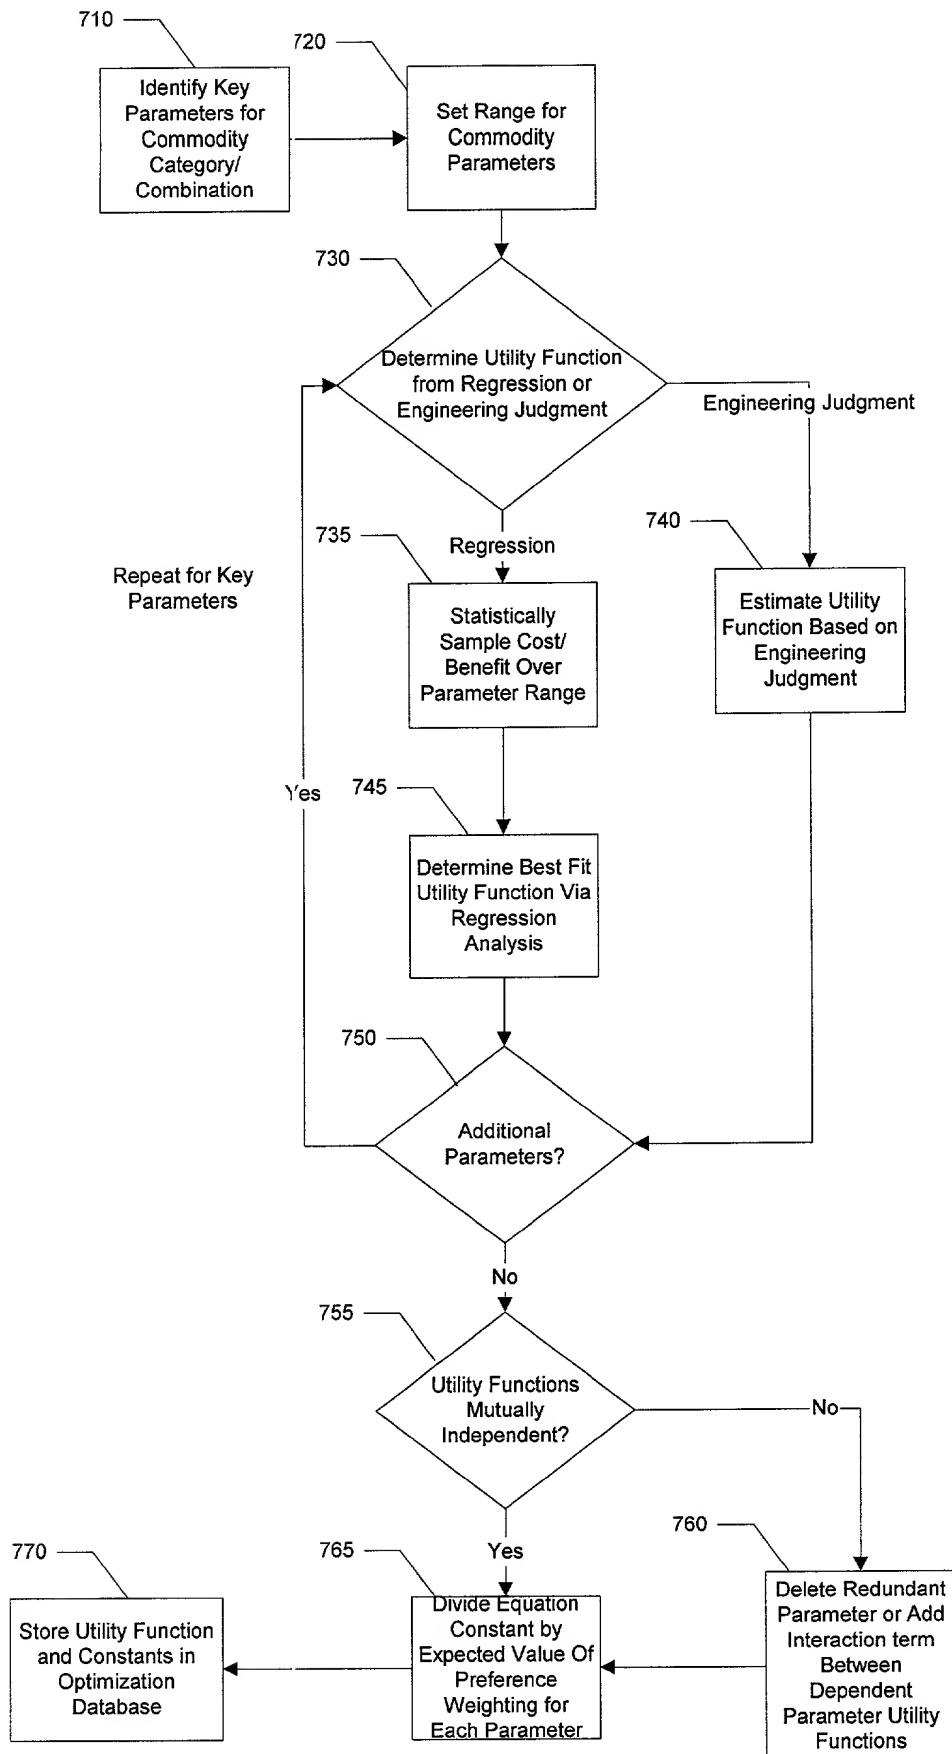 710
Identify Key
Parameters for
Commodity
Category/
Combination
720
Set Range for
Commodity
Parameters
730
Determine Utility Function
from Regression or
Engineering Judgment
Engineering Judgment
Regression
735
Statistically
Sample Cost/
Benefit Over
Parameter Range
740
Estimate Utility
Function Based on
Engineering
Judgment
Repeat for Key
Parameters
Yes
745
Determine Best Fit
Utility Function Via
Regression
Analysis
750
Additional
Parameters?
No
755
Utility Functions
Mutually
Independent?
No
Yes
760
Delete Redundant
Parameter or Add
Interaction term
Between
Dependent
Parameter Utility
Functions
765
Divide Equation
Constant by
Expected Value Of
Preference
Weighting for
Each Parameter
770
Store Utility Function
and Constants in
Optimization
Database